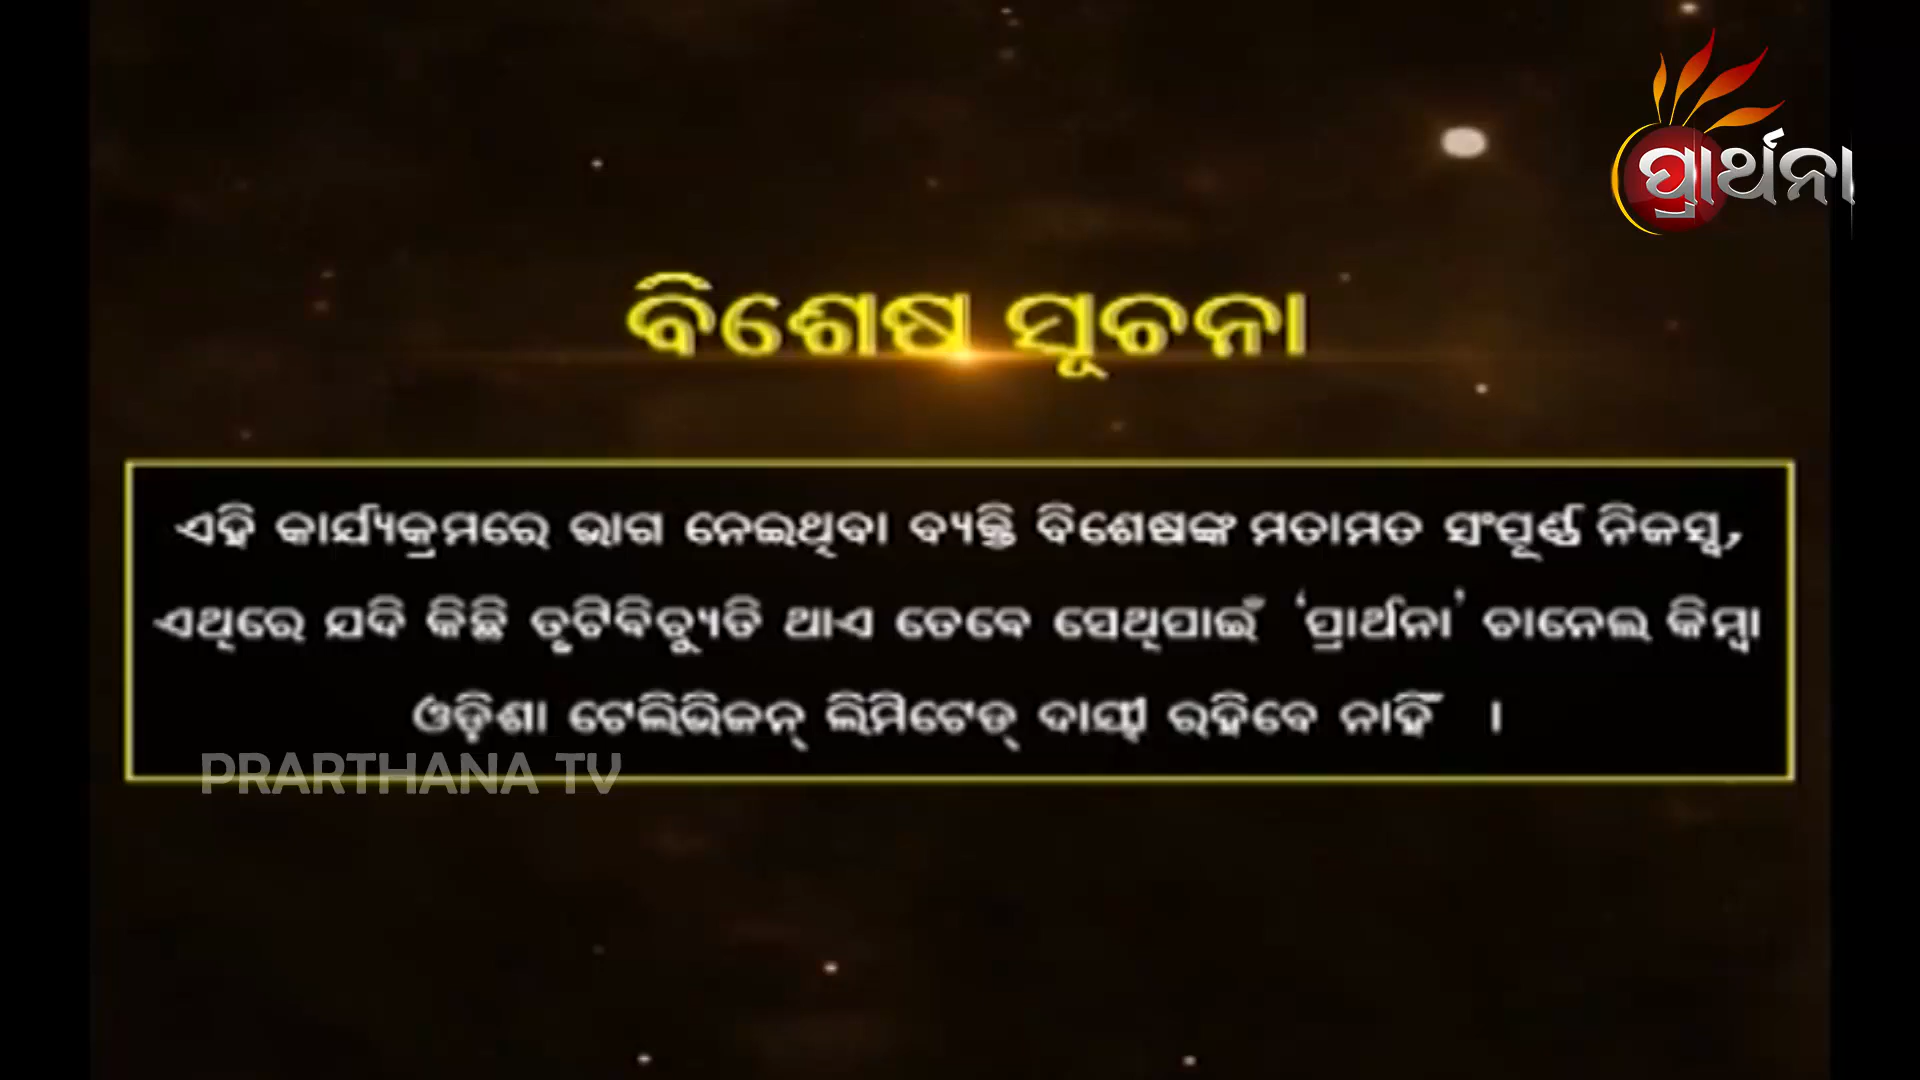 ପ୍ରାର୍ଥନା
ବିଶେଷ ସୂଚନା
ଏହି କାର୍ଯ୍ୟକ୍ରମରେ ଭାଗ ନେଇଥିବା ବ୍ୟକ୍ତି ବିଶେଷଙ୍କ ମତାମତ ସଂପୂର୍ଣ୍ଣ ନିଜସ୍ୱ,
ଏଥିରେ ଯଦି କିଛି ତୃଟିବିଚ୍ୟୁତି ଥାଏ ତେବେ ସେଥିପାଇଁ ‘ପ୍ରାର୍ଥନା’ ଚାନେଲ କିମ୍ବା
ଓଡ଼ିଶା ଟେଲିଭିଜନ୍ ଲିମିଟେଡ୍ ଦାୟୀ ରହିବେ ନାହିଁ ।
PRARTHANA TV